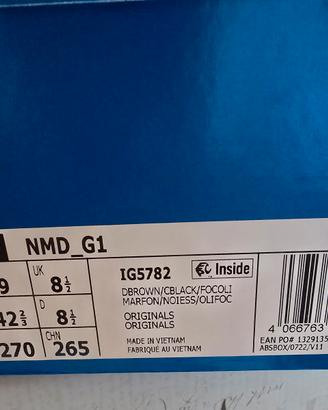 NMD_G1
9 UK 8½
42⅔ D 8½
270 CHN 265
IG5782 Inside
DBROWN/CBLACK/FOCOLI
MARFON/NOIESS/OLIFOC
ORIGINALS
ORIGINALS
MADE IN VIETNAM
FABRIQUÉ AU VIETNAM
4 066763
EAN PO# 1329135
ABSBOX/0722/V11